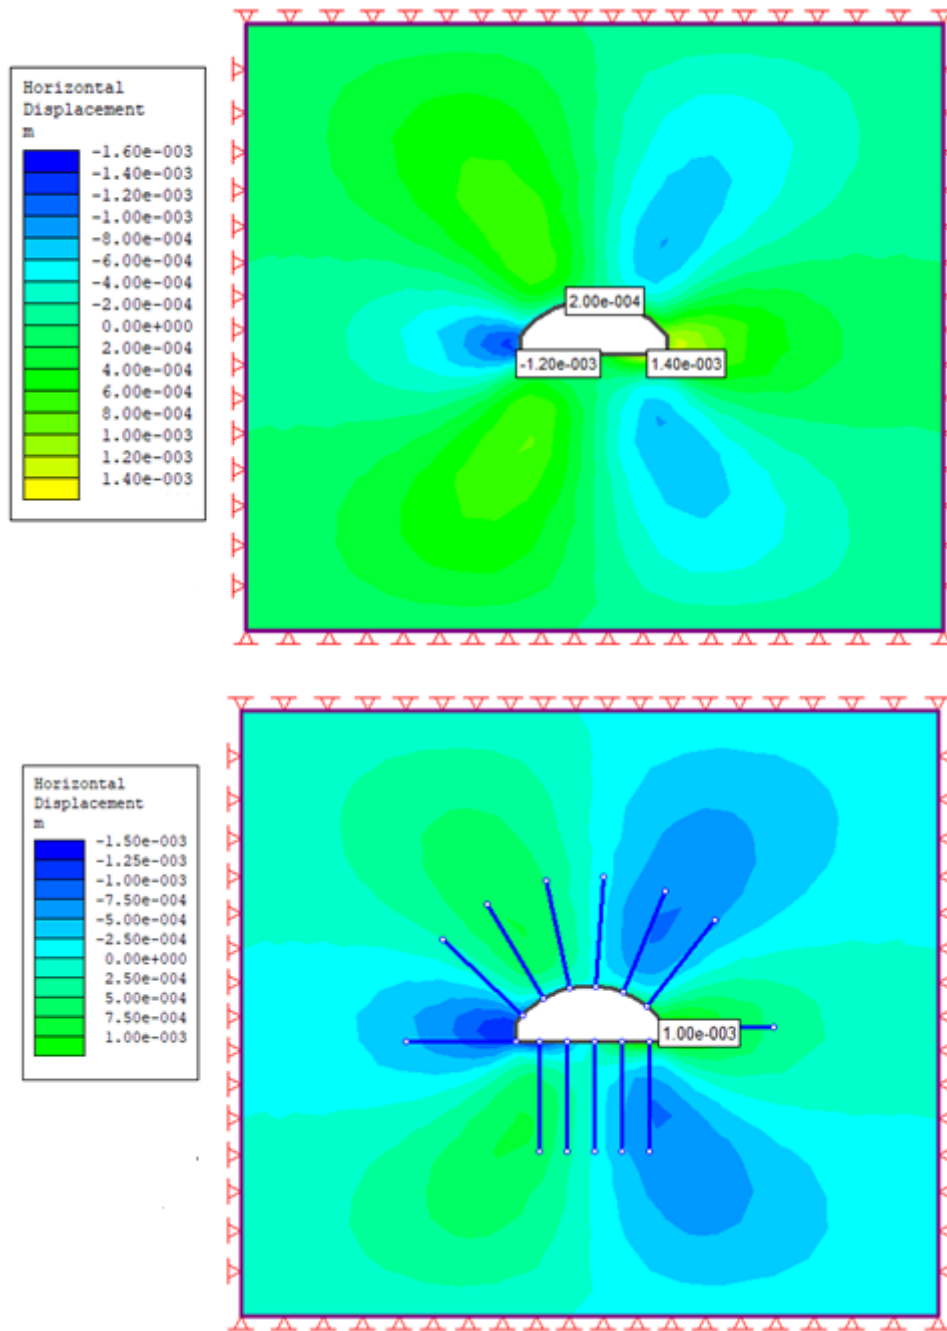 Horizontal
Displacement
m
-1.60e-003
-1.40e-003
-1.20e-003
-1.00e-003
-8.00e-004
-6.00e-004
-4.00e-004
-2.00e-004
0.00e+000
2.00e-004
4.00e-004
6.00e-004
8.00e-004
1.00e-003
1.20e-003
1.40e-003
2.00e-004
-1.20e-003
1.40e-003
Horizontal
Displacement
m
-1.50e-003
-1.25e-003
-1.00e-003
-7.50e-004
-5.00e-004
-2.50e-004
0.00e+000
2.50e-004
5.00e-004
7.50e-004
1.00e-003
1.00e-003